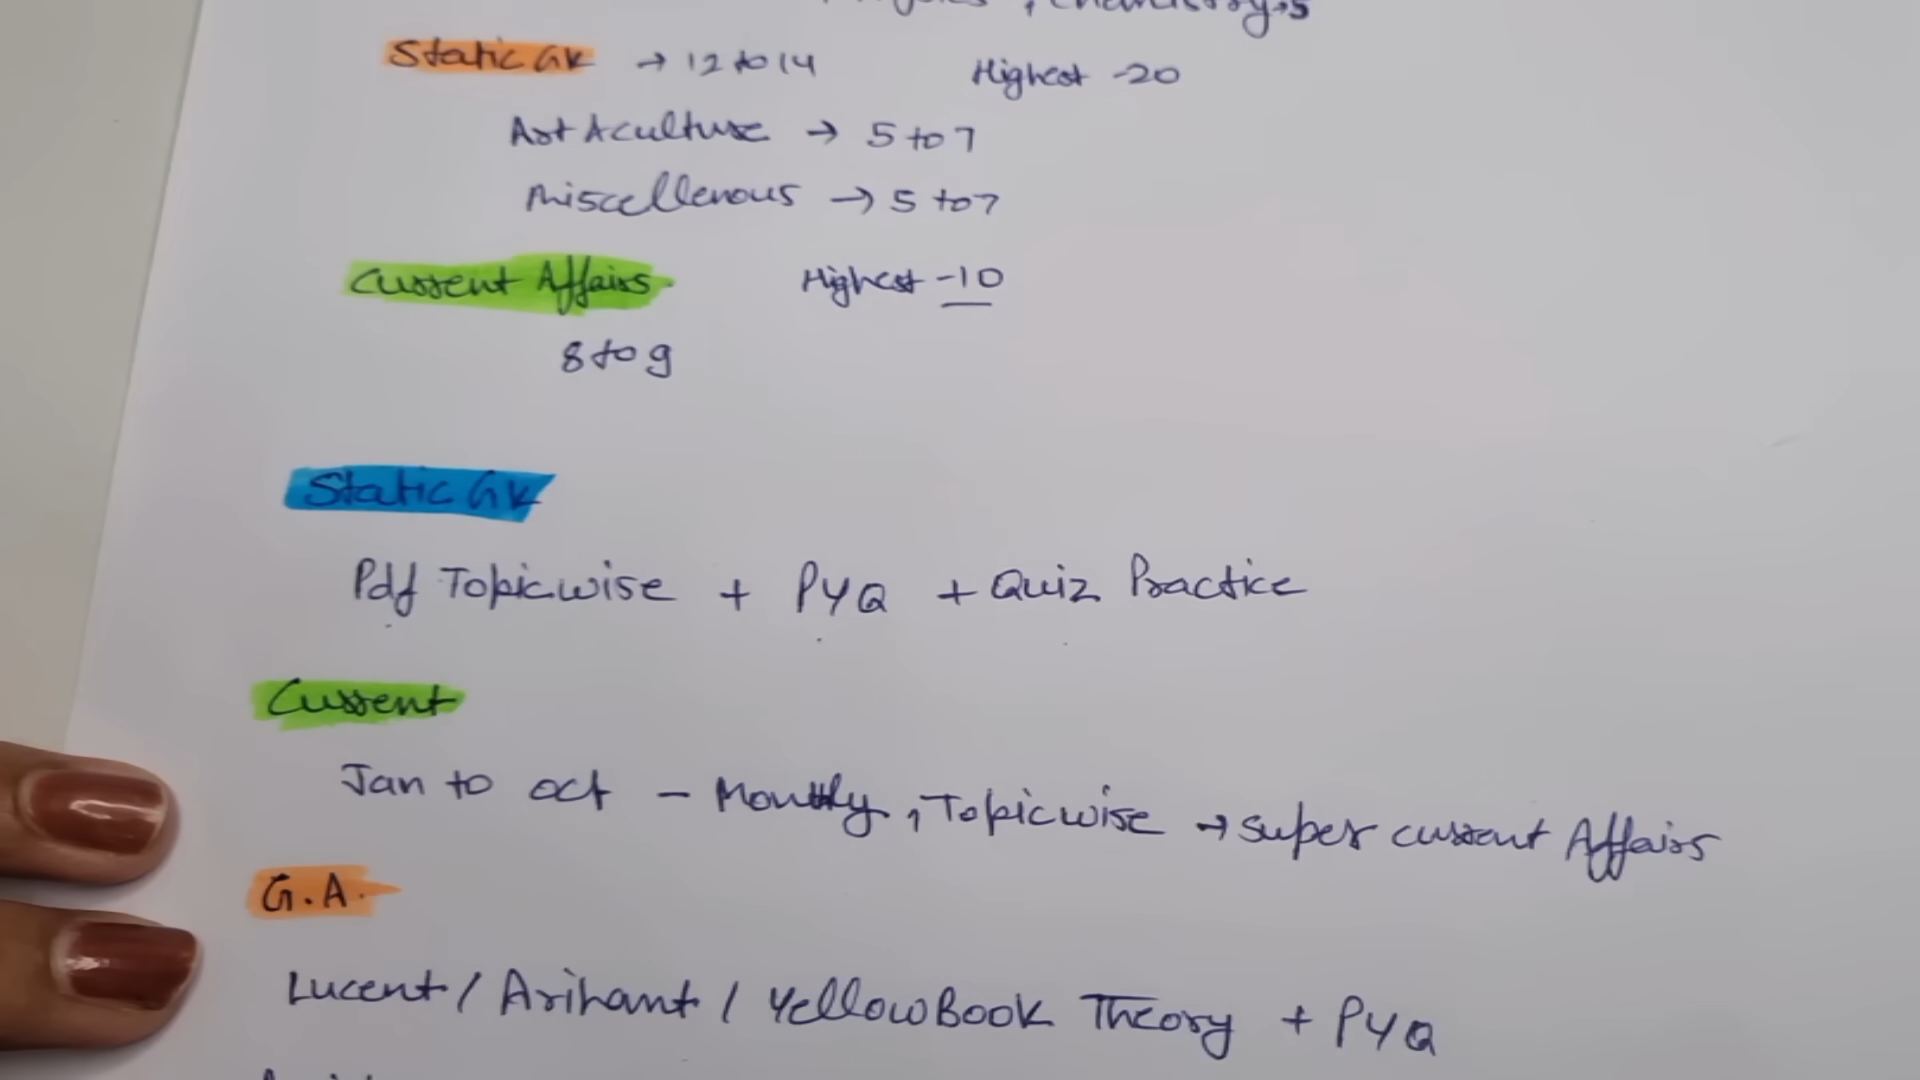 Chemistry→5
Static GK → 12 to 14 Highest -20
Art & culture → 5 to 7
Miscellenous → 5 to 7
Current Affairs Highest -10
8 to 9
Static GK
Pdf Topicwise + PYQ + Quiz Practice
Current
Jan to oct - Monthly, Topicwise → super current Affairs
G.A.
Lucent / Arihant / Yellow Book Theory + PYQ